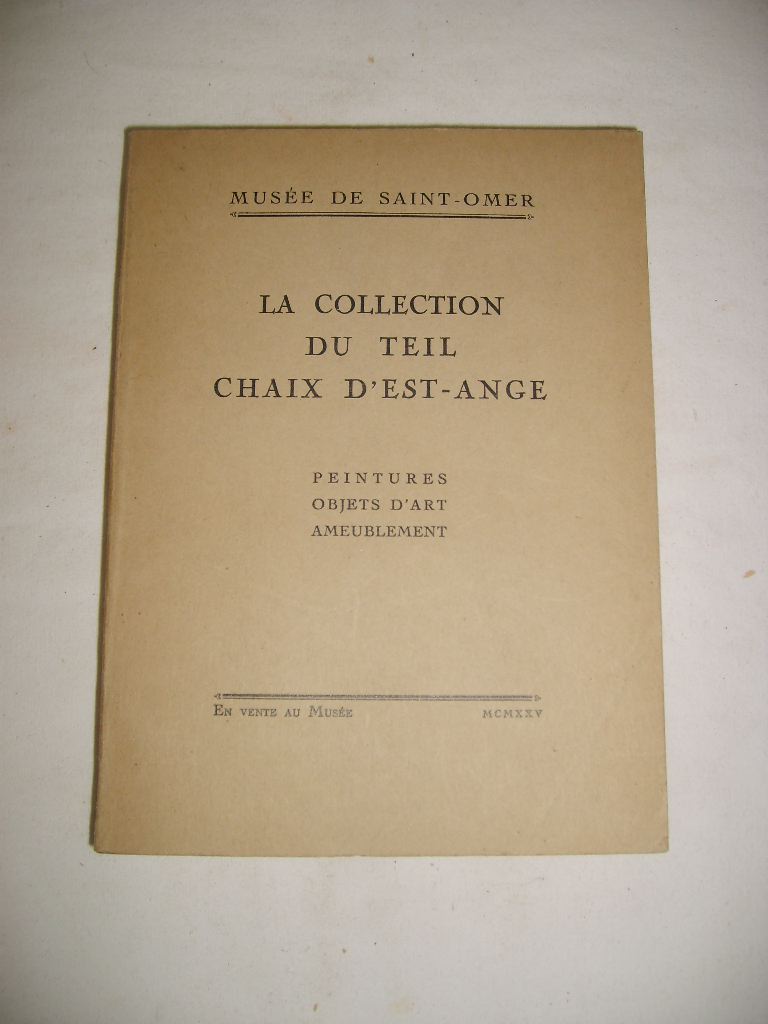 MUSÉE DE SAINT-OMER
LA COLLECTION
DU TEIL
CHAIX D'EST-ANGE
PEINTURES
OBJETS D'ART
AMEUBLEMENT
EN VENTE AU MUSÉE MCMXXV